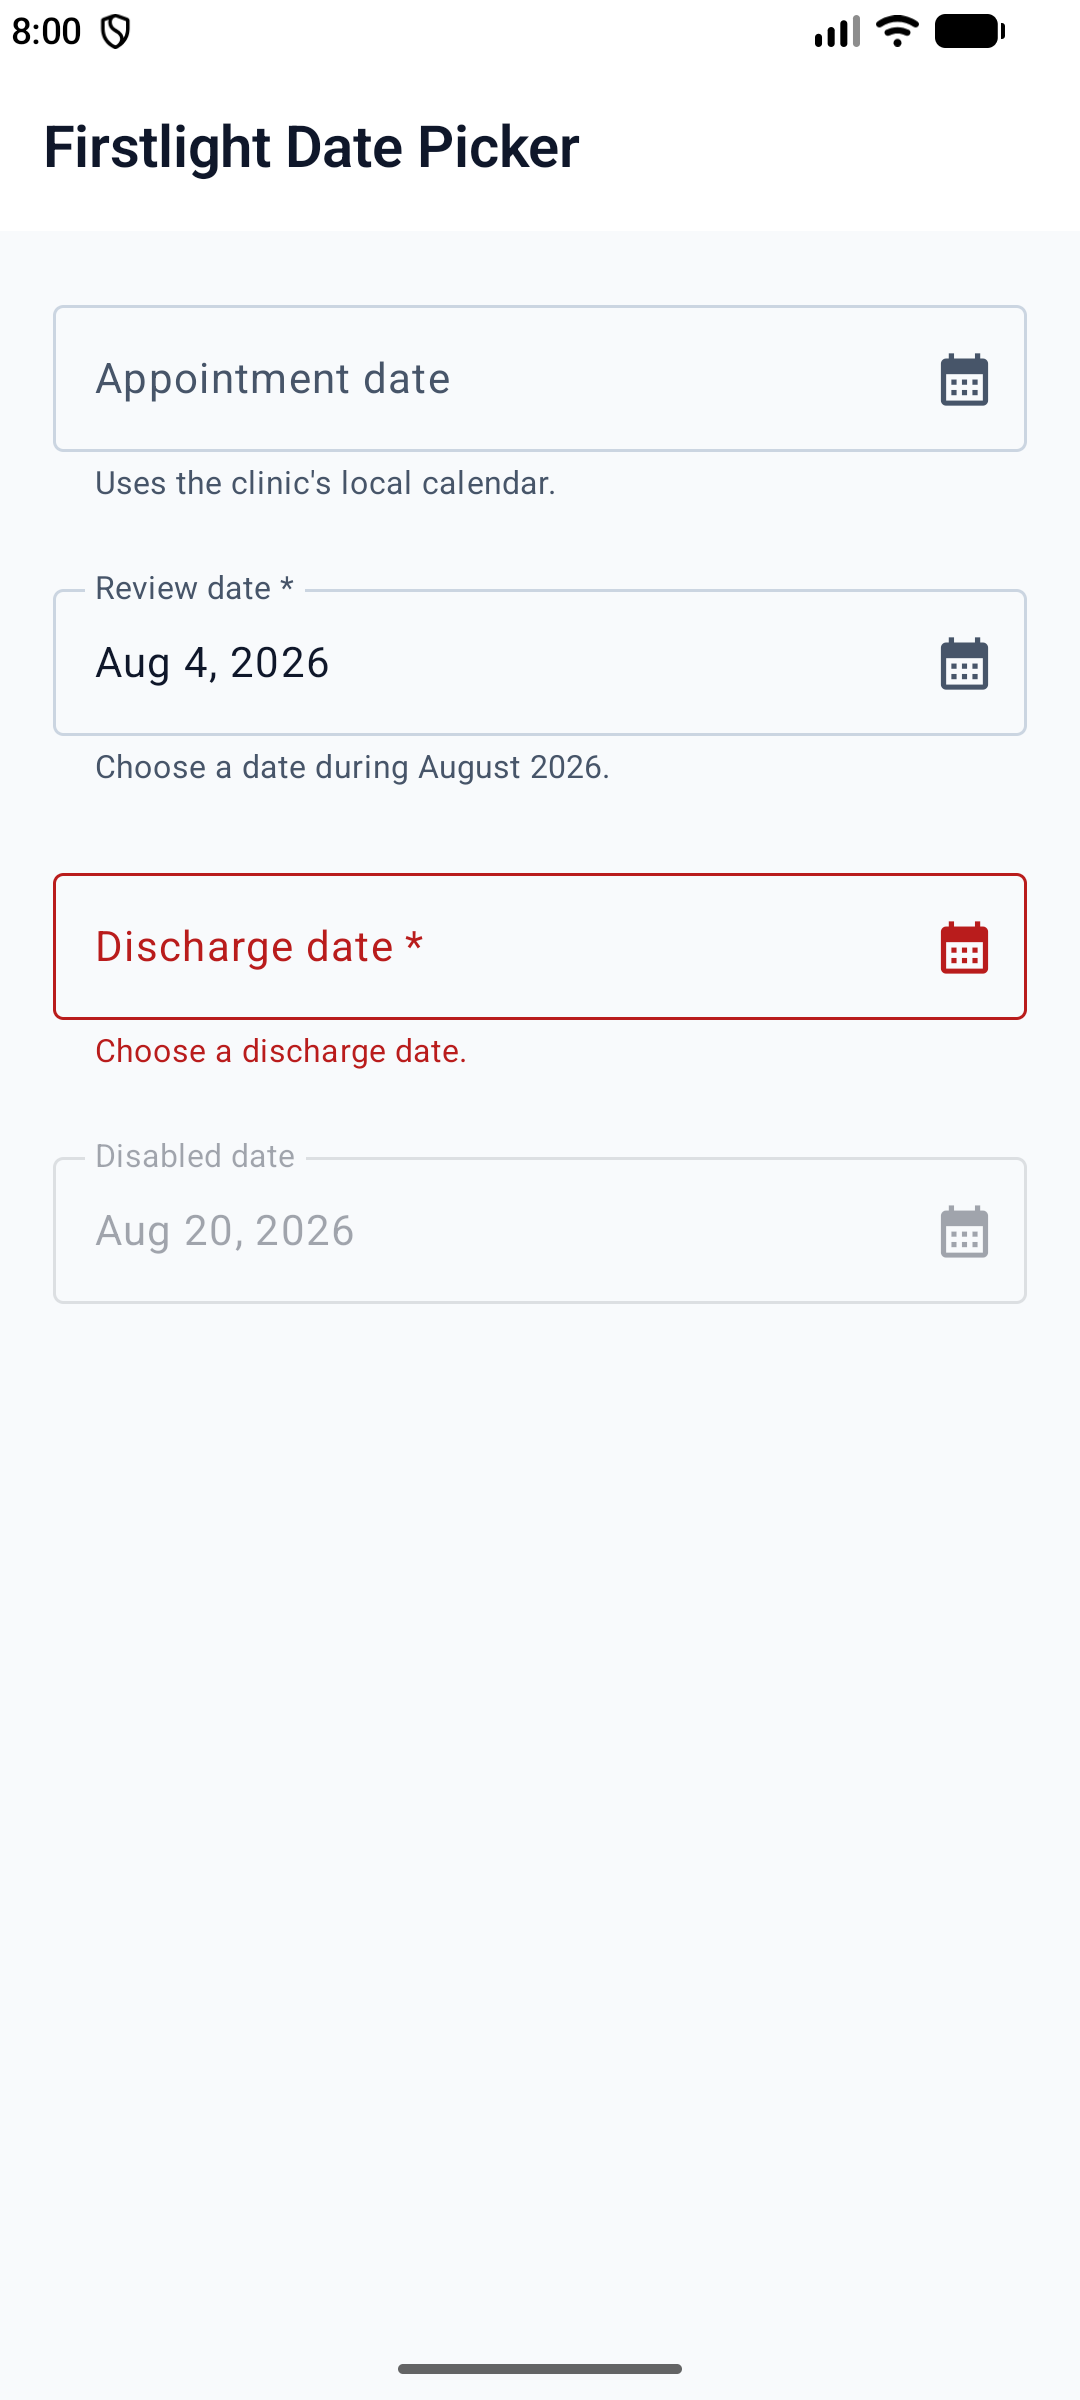 8:00
Firstlight Date Picker
Appointment date
Uses the clinic's local calendar.
Review date *
Aug 4, 2026
Choose a date during August 2026.
Discharge date *
Choose a discharge date.
Disabled date
Aug 20, 2026